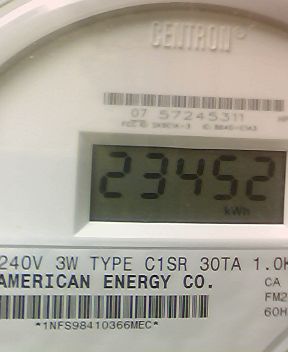 CENTRON®
07 57245311
23452
kWh
240V 3W TYPE C1SR 30TA 1.0K
AMERICAN ENERGY CO. CA
FM2
60H
*1NFS98410366MEC*